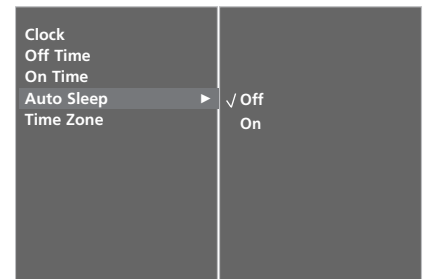 Clock
Off Time
On Time
Auto Sleep ► √ Off
Time Zone
On